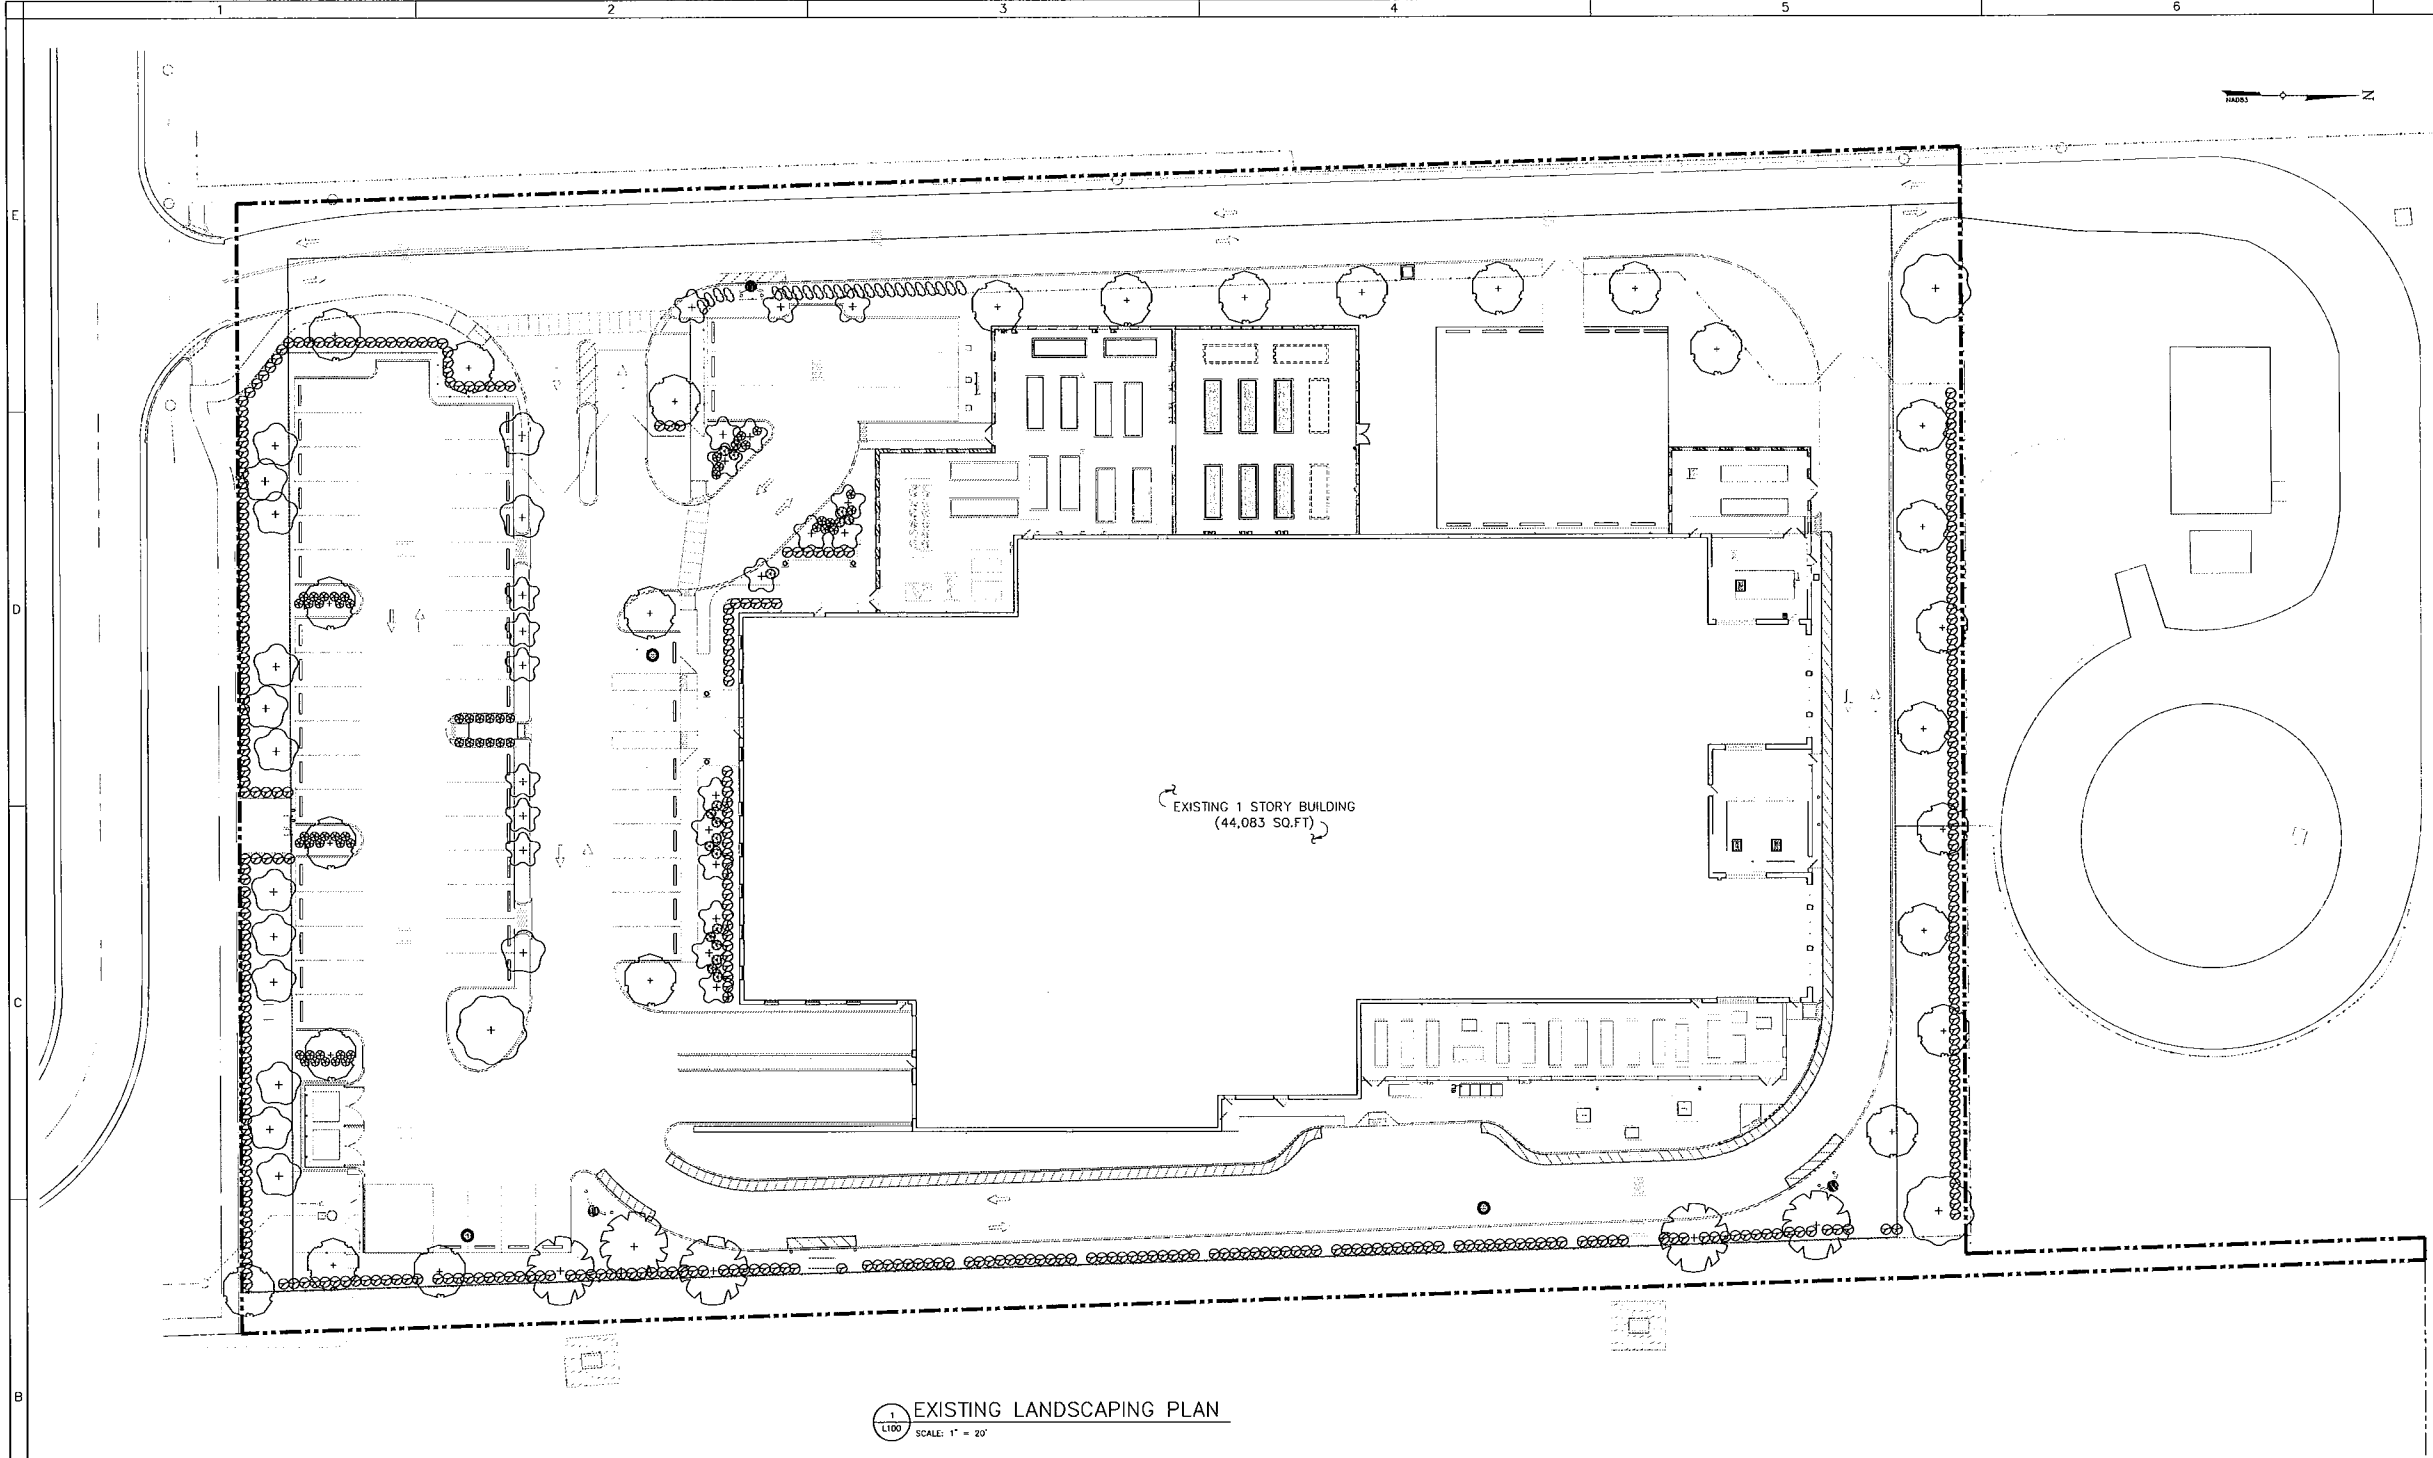 1 2 3 4 5 6
NAD83 N
E
D
EXISTING 1 STORY BUILDING
(44,083 SQ.FT)
C
B
1
L100
EXISTING LANDSCAPING PLAN
SCALE: 1" = 20'